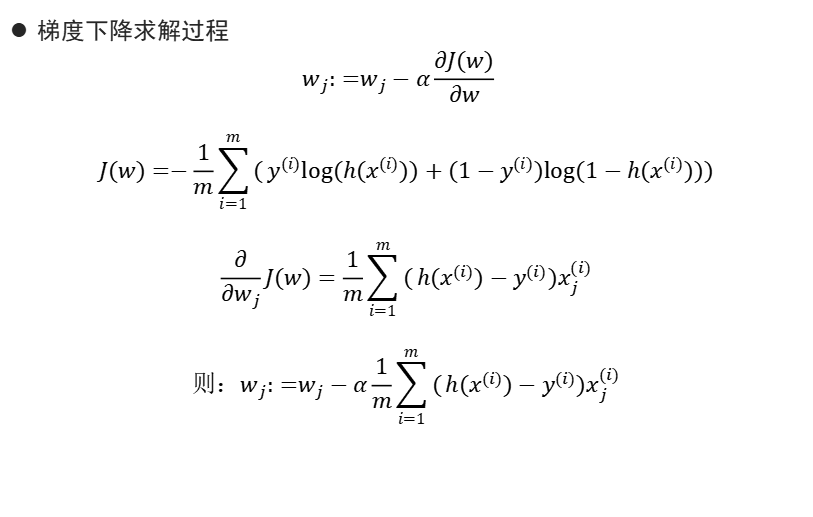 ● 梯度下降求解过程
w_j: =w_j − α ∂J(w)/∂w
J(w) =− 1/m ∑_{i=1}^{m} ( y^{(i)}log(h(x^{(i)})) + (1 − y^{(i)})log(1 − h(x^{(i)})))
∂/∂w_j J(w) = 1/m ∑_{i=1}^{m} ( h(x^{(i)}) − y^{(i)})x_j^{(i)}
则：w_j: =w_j − α 1/m ∑_{i=1}^{m} (h(x^{(i)}) − y^{(i)})x_j^{(i)}